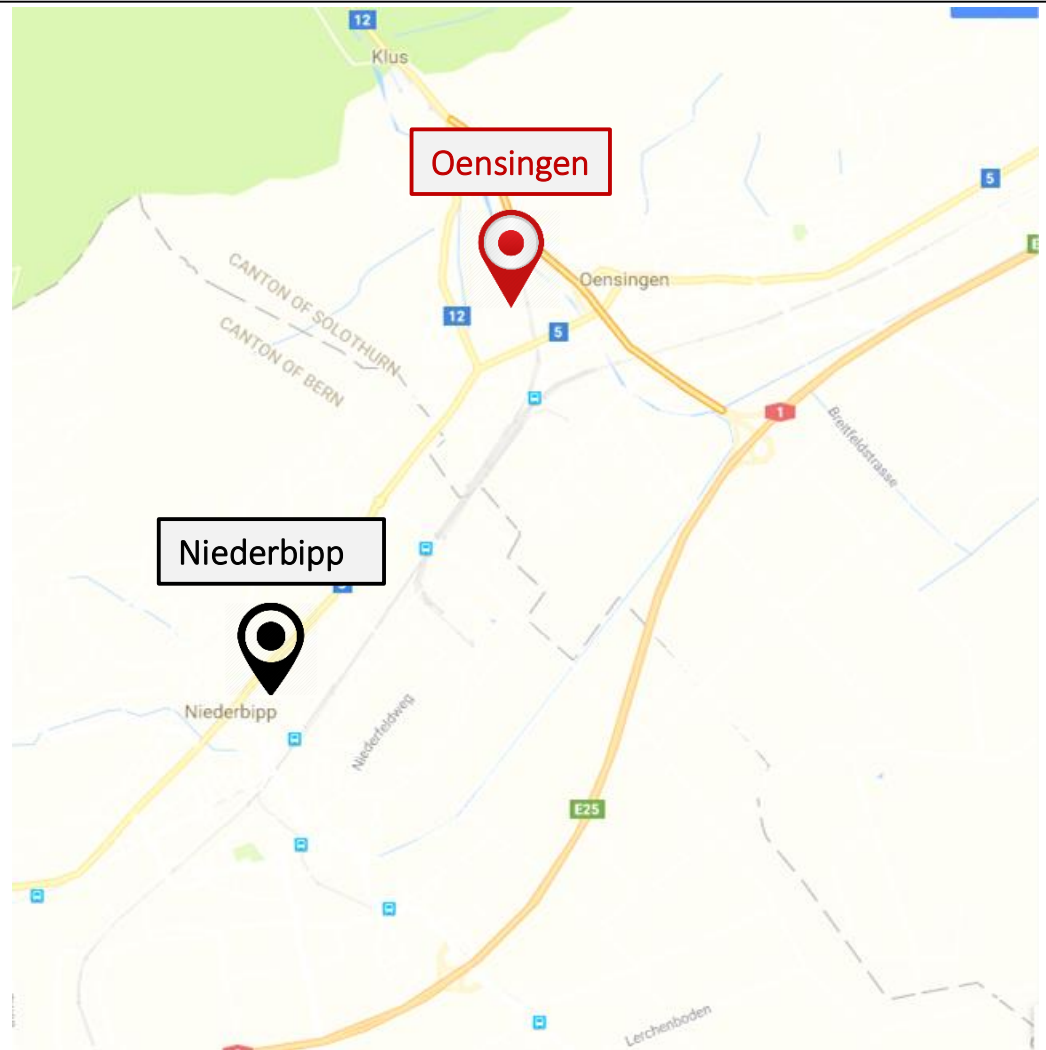 12
Klus
Oensingen
5
E
CANTON OF SOLOTHURN
CANTON OF BERN
Oensingen
12
5
1
Breitfeldstrasse
Niederbipp
Niederbipp
Niederfeldweg
E25
Lerchenboden